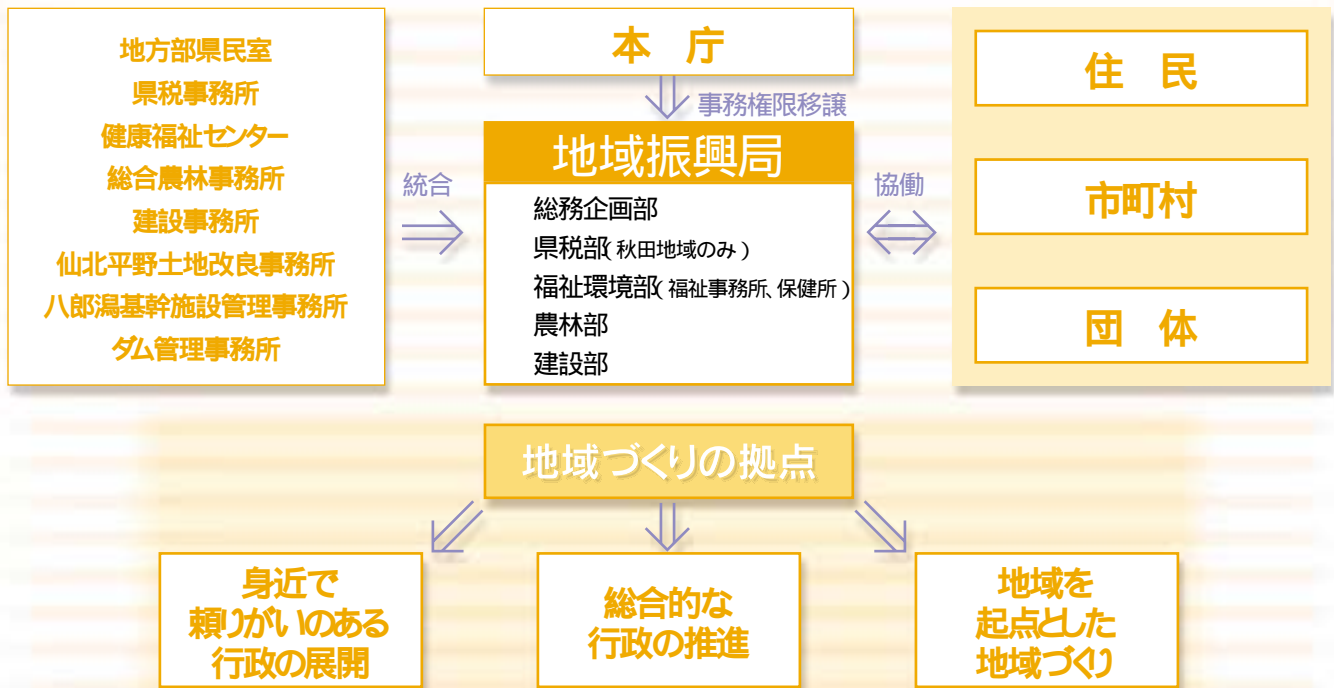 地方部県民室
県税事務所
健康福祉センター
総合農林事務所
建設事務所
仙北平野土地改良事務所
八郎潟基幹施設管理事務所
ダム管理事務所
統合
本 庁
事務権限移譲
地域振興局
総務企画部
県税部(秋田地域のみ)
福祉環境部(福祉事務所、保健所)
農林部
建設部
協働
住 民
市町村
団 体
地域づくりの拠点
身近で
頼りがいのある
行政の展開
総合的な
行政の推進
地域を
起点とした
地域づくり